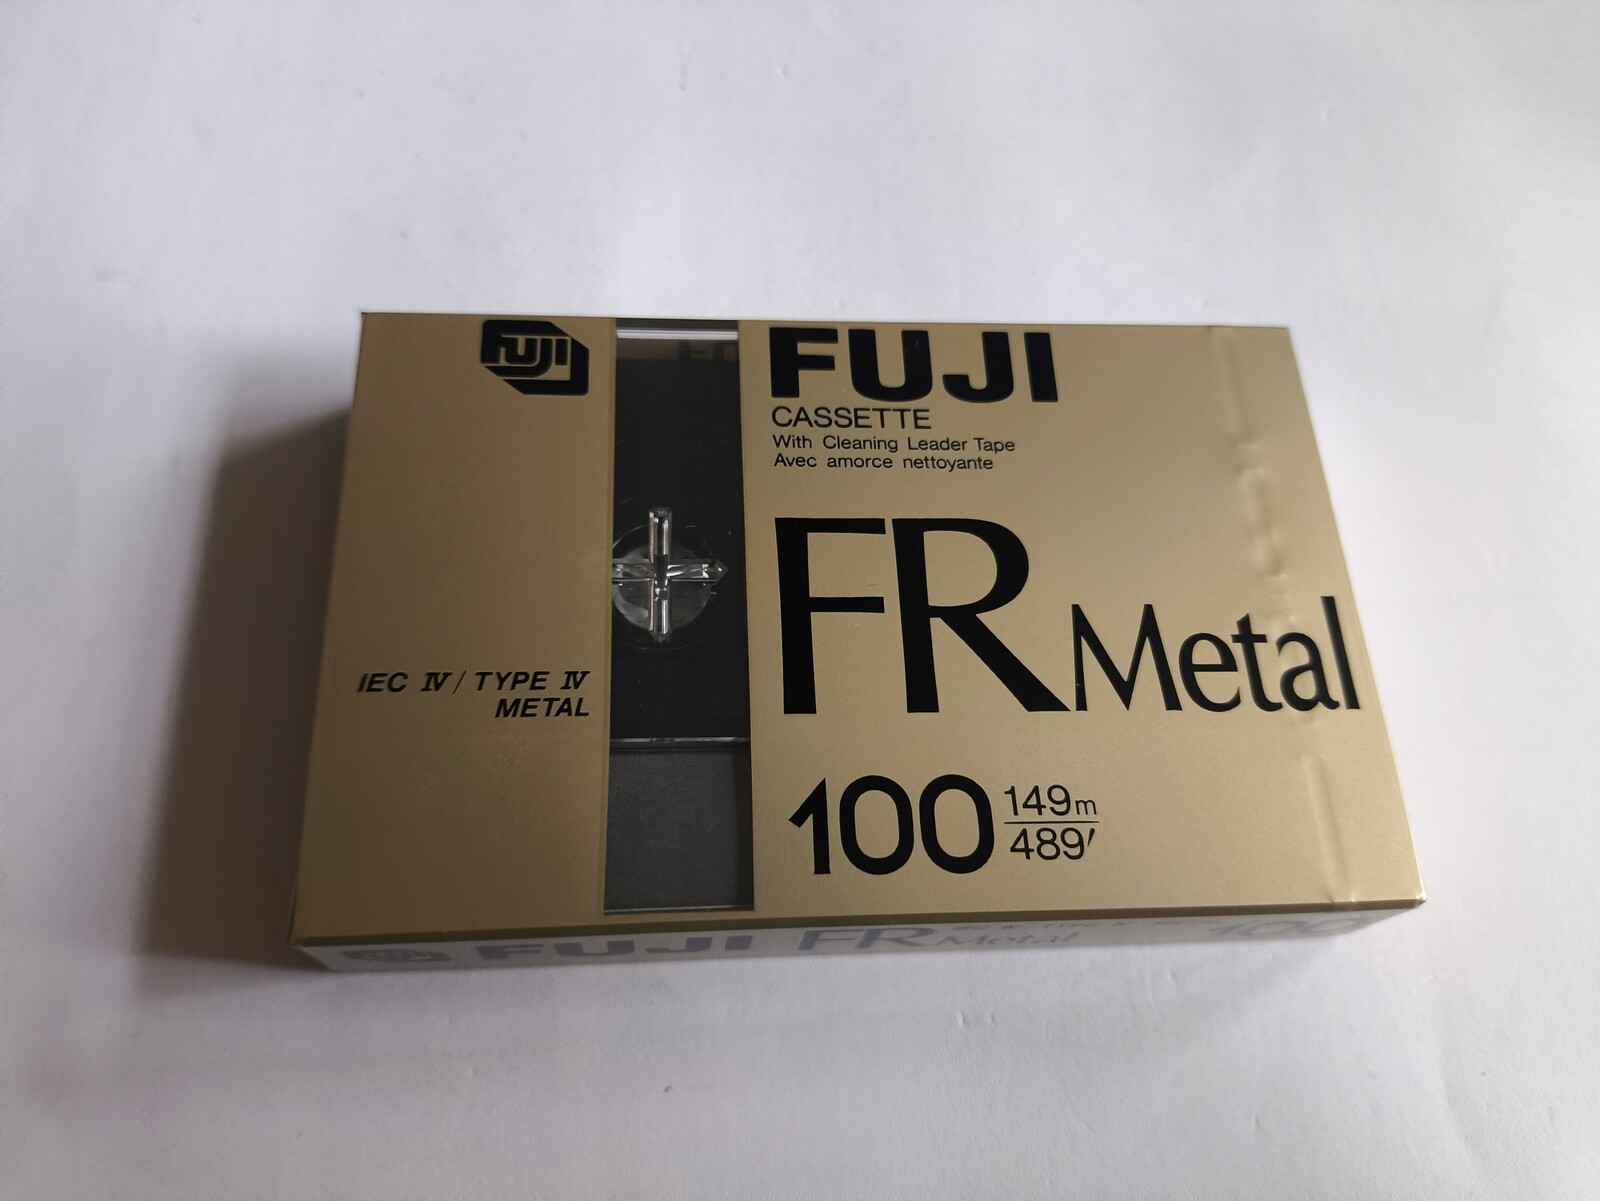 FUJI
IEC IV / TYPE IV
METAL
FUJI
CASSETTE
With Cleaning Leader Tape
Avec amorce nettoyante
FR Metal
100 149m
489'
FUJI FR Metal 100